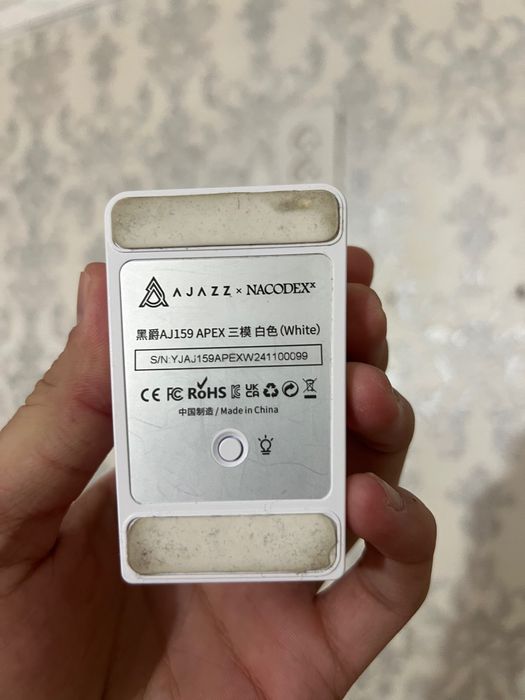 AJAZZ × NACODEX×
黑爵AJ159 APEX 三模 白色(White)
S/N:YJAJ159APEXW241100099
CE FC RoHS UK CA
中国制造 / Made in China